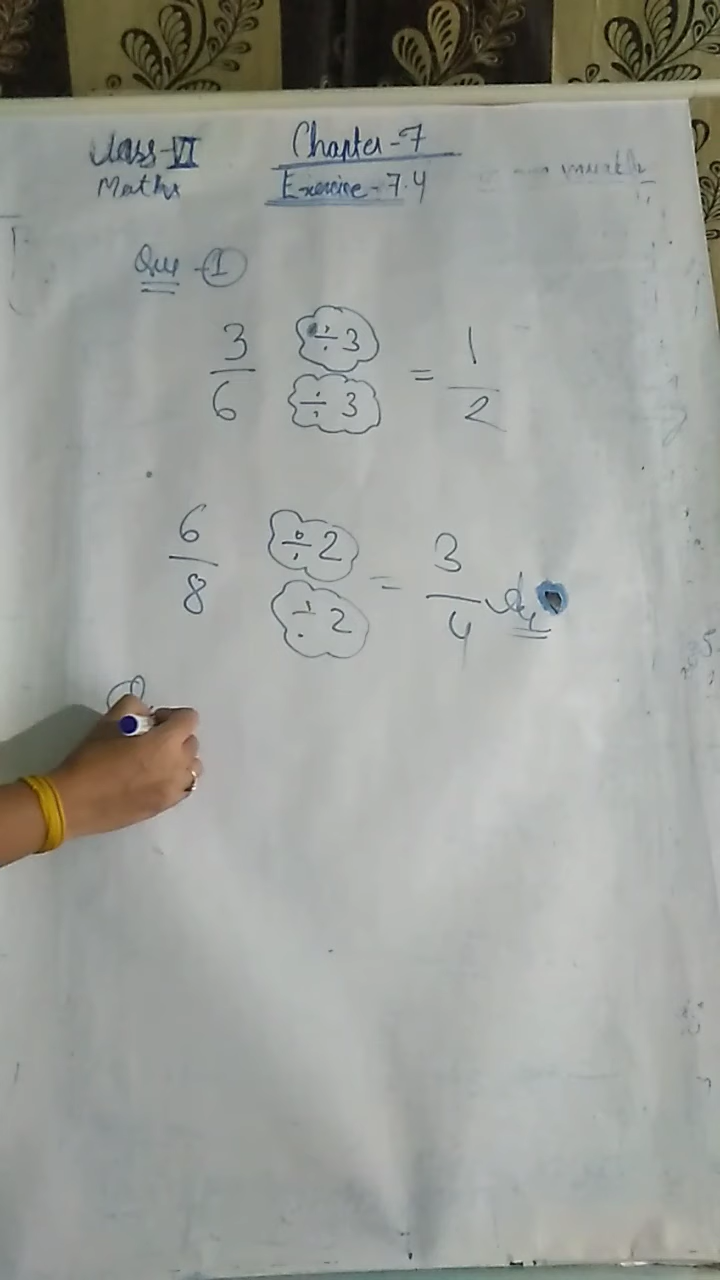 Class-VI Chapter-7
Maths Exercise-7.4
Que-1
3/6 ÷3/÷3 = 1/2
6/8 ÷2/÷2 = 3/4